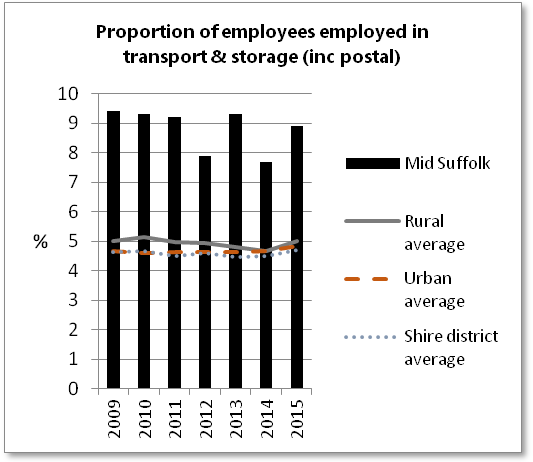 Proportion of employees employed in
transport & storage (inc postal)
10
9
8
7
6
5
4
3
2
1
0
%
2009
2010
2011
2012
2013
2014
2015
Mid Suffolk
Rural
average
Urban
average
Shire district
average